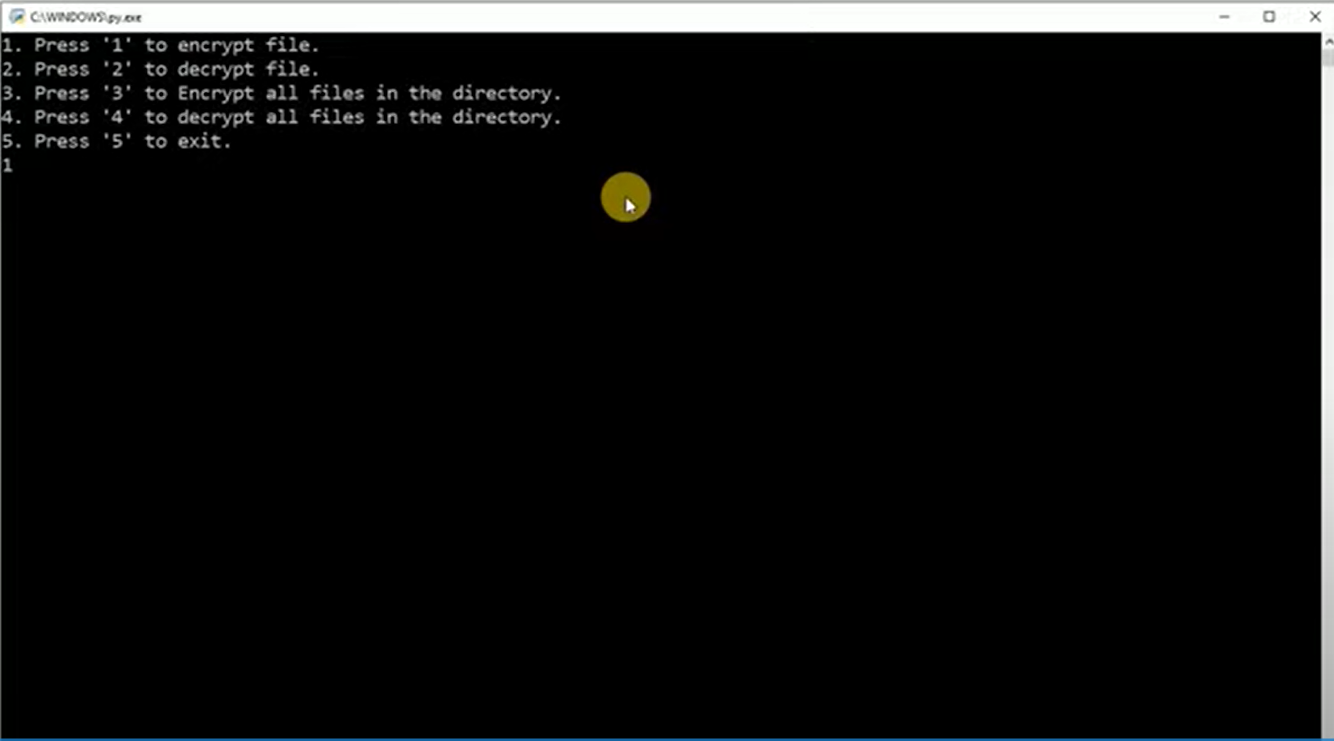 C:\WINDOWS\py.exe
1. Press '1' to encrypt file.
2. Press '2' to decrypt file.
3. Press '3' to Encrypt all files in the directory.
4. Press '4' to decrypt all files in the directory.
5. Press '5' to exit.
1